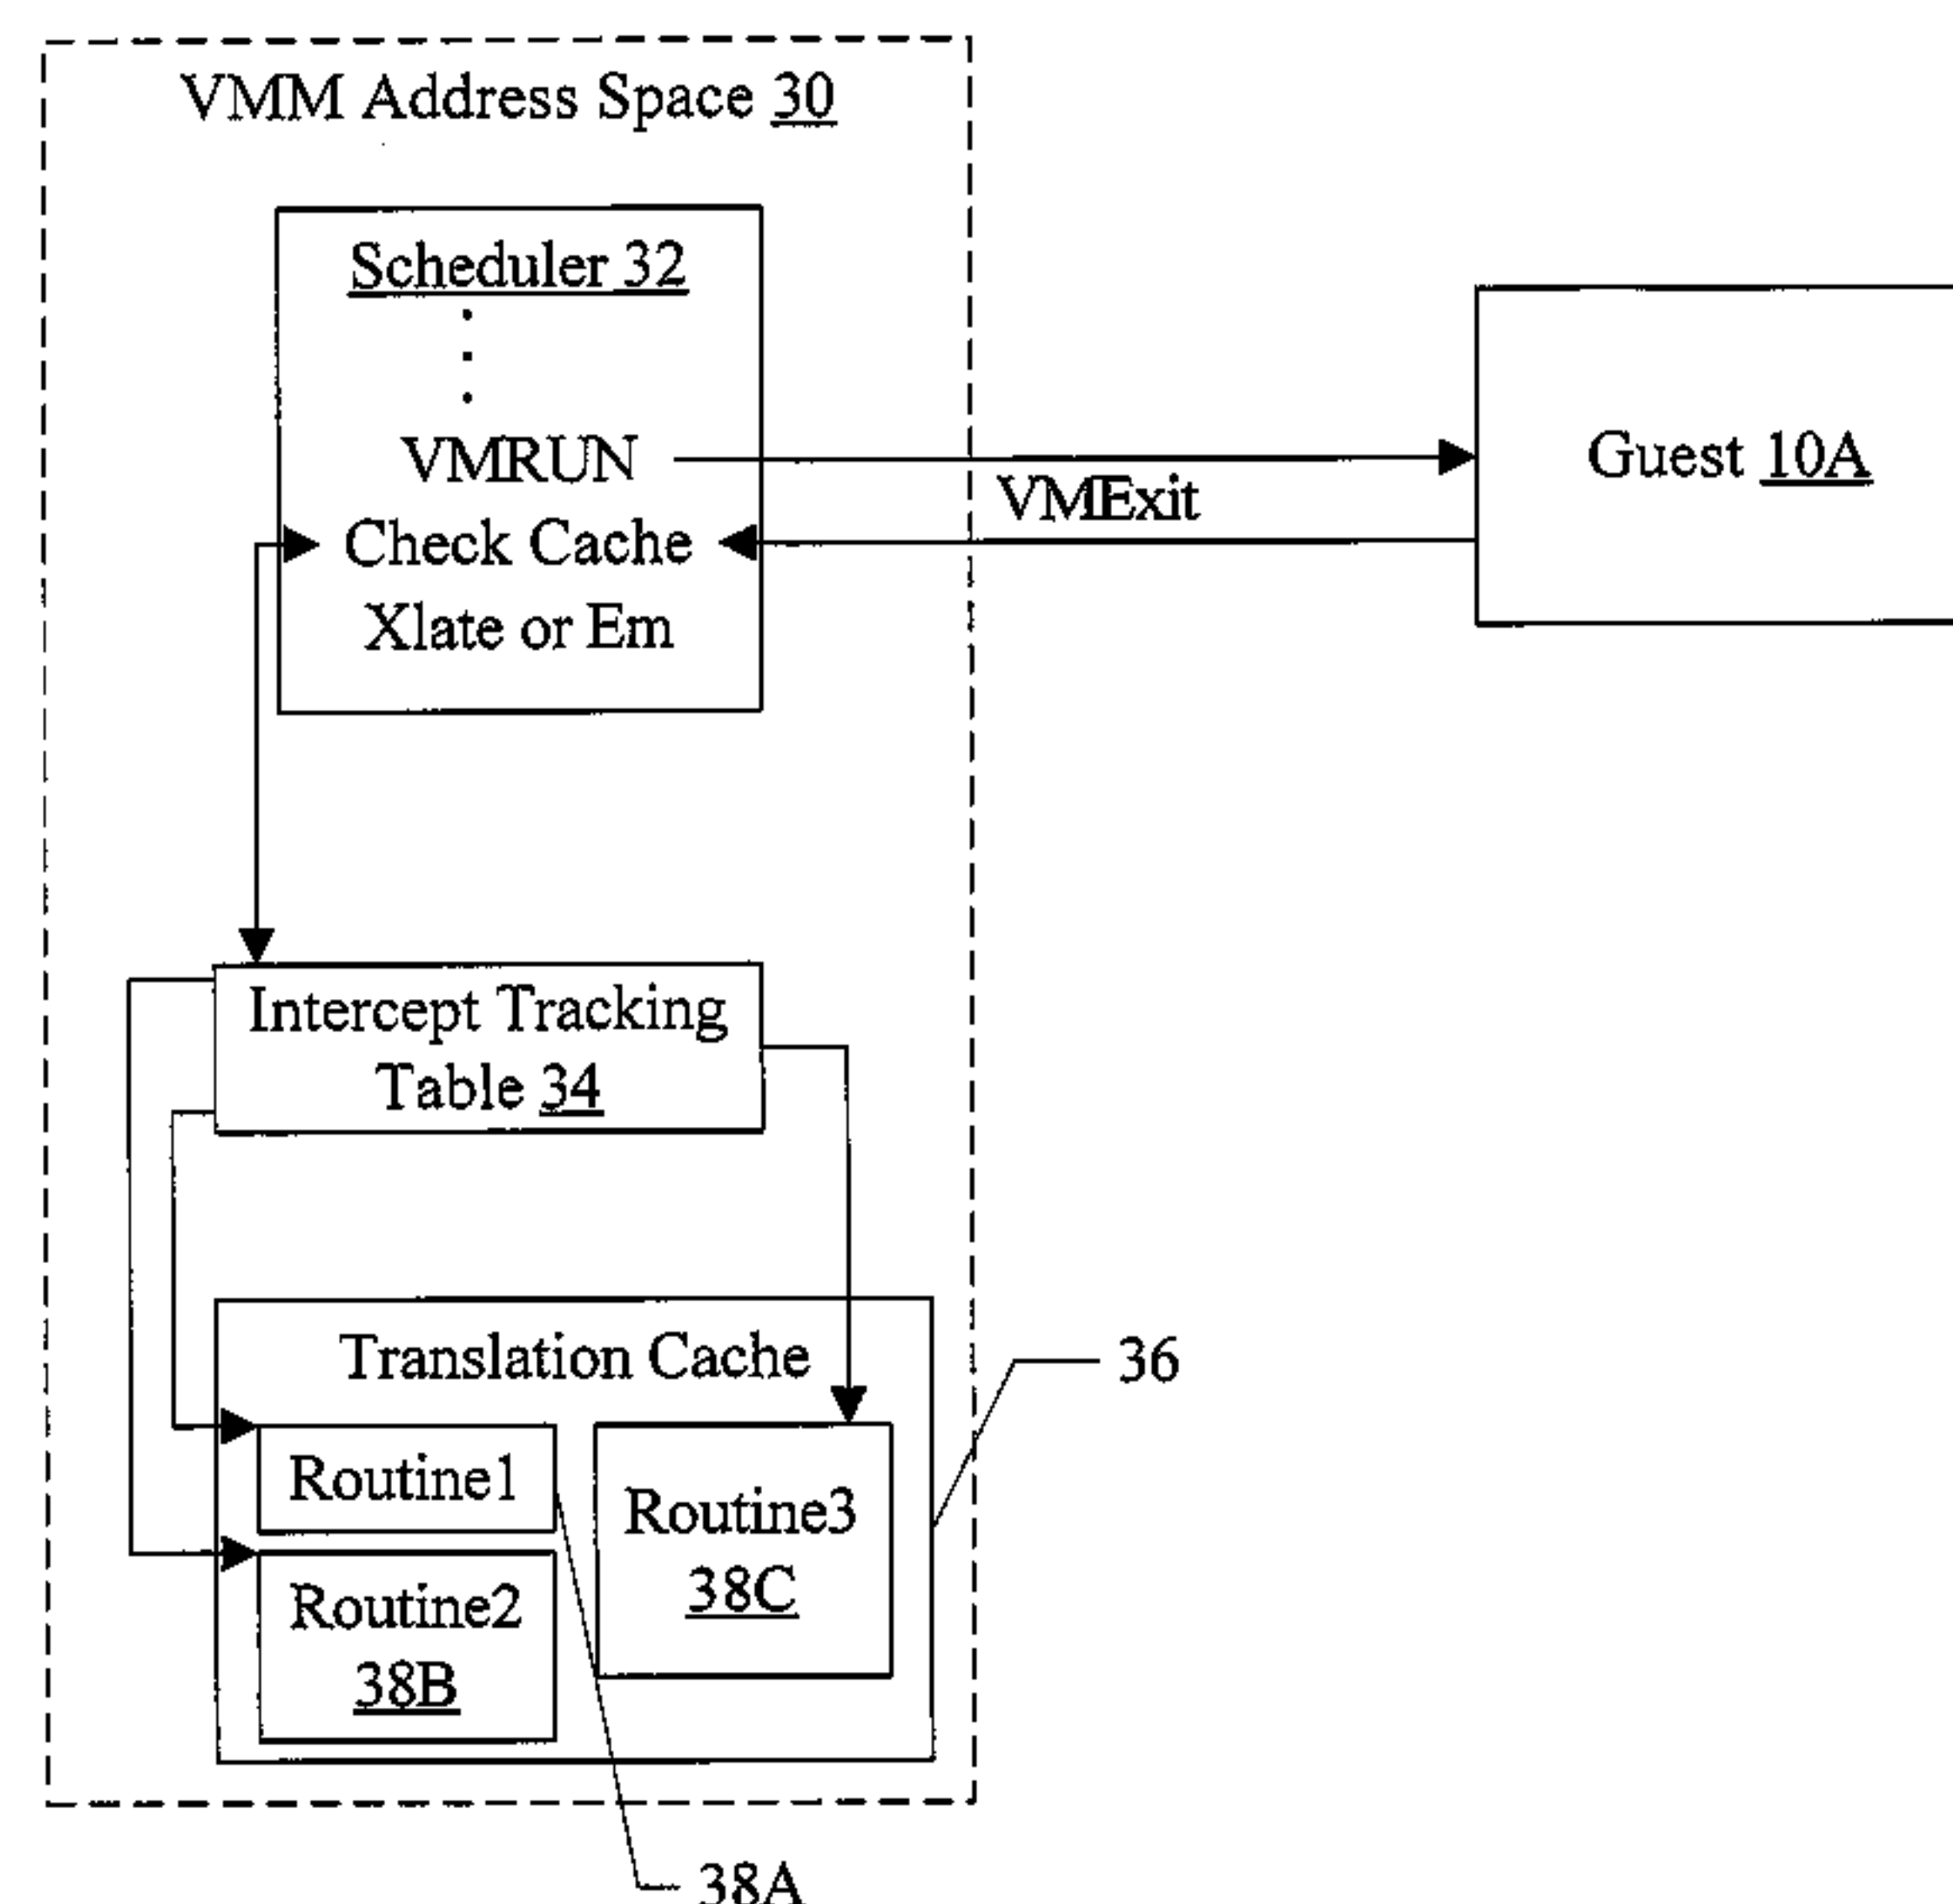 VMM Address Space 30
Scheduler 32
VMRUN
Check Cache
Xlate or Em
VMExit
Guest 10A
Intercept Tracking
Table 34
Translation Cache
36
Routine1
Routine2
38B
Routine3
38C
38A